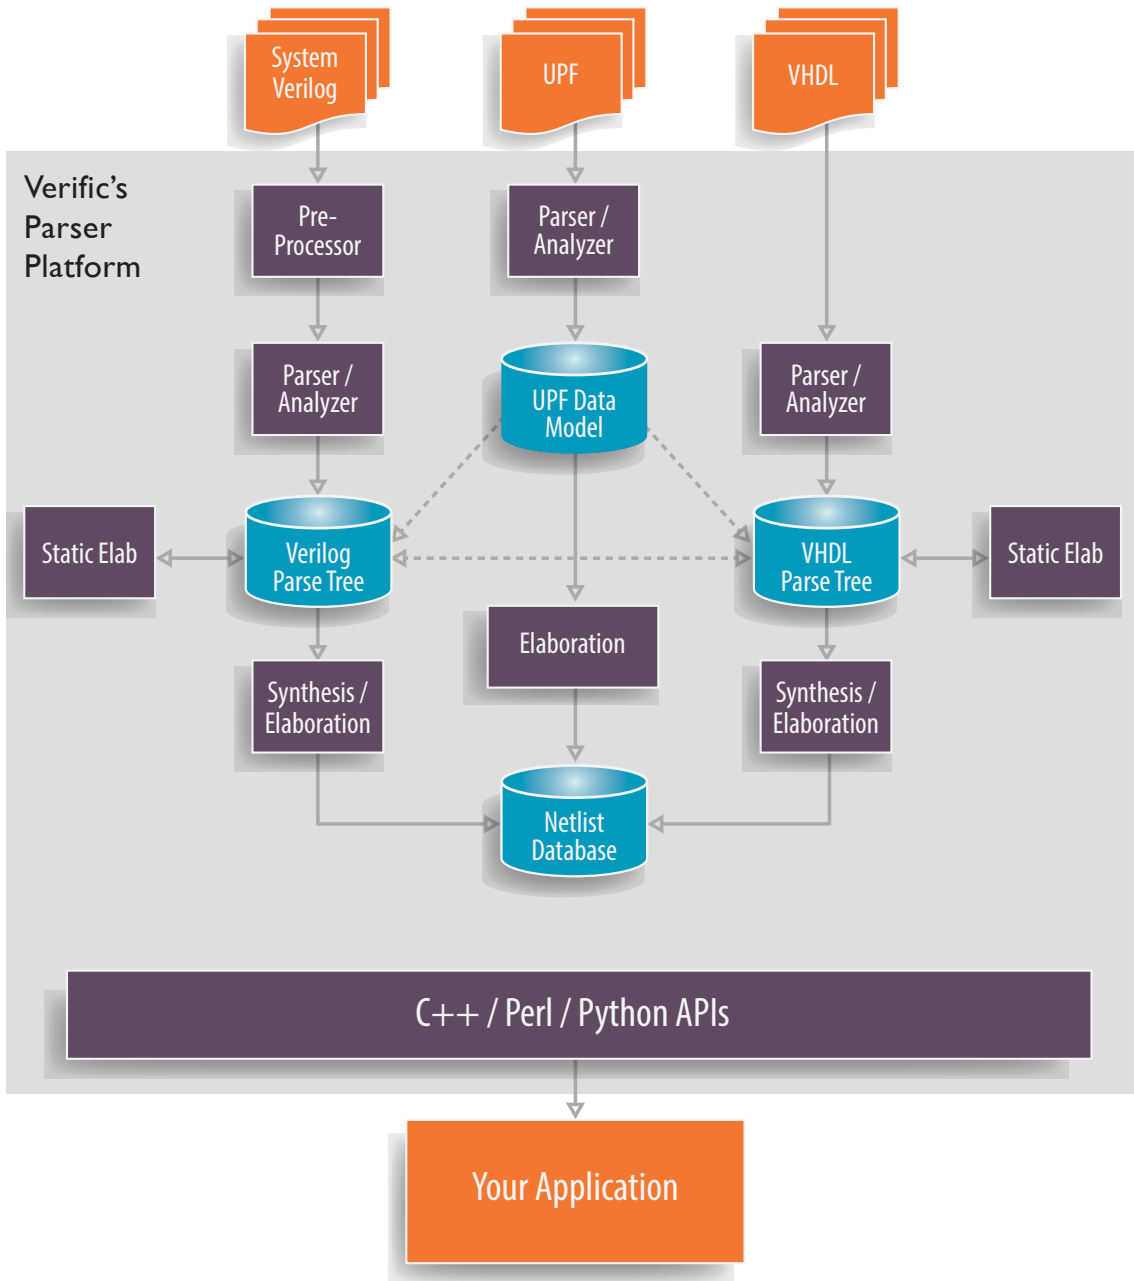 System
Verilog
UPF
VHDL
Verific's
Parser
Platform
Pre-
Processor
Parser /
Analyzer
Parser /
Analyzer
UPF Data
Model
Parser /
Analyzer
Static Elab
Verilog
Parse Tree
VHDL
Parse Tree
Static Elab
Synthesis /
Elaboration
Elaboration
Synthesis /
Elaboration
Netlist
Database
C++ / Perl / Python APIs
Your Application